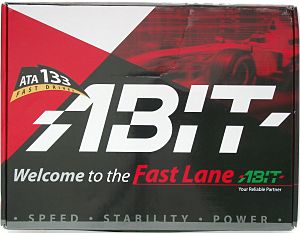 ATA 133
FAST DRIVE
ABIT
Welcome to the Fast Lane ABIT
Your Reliable Partner
· SPEED · STABILITY · POWER ·